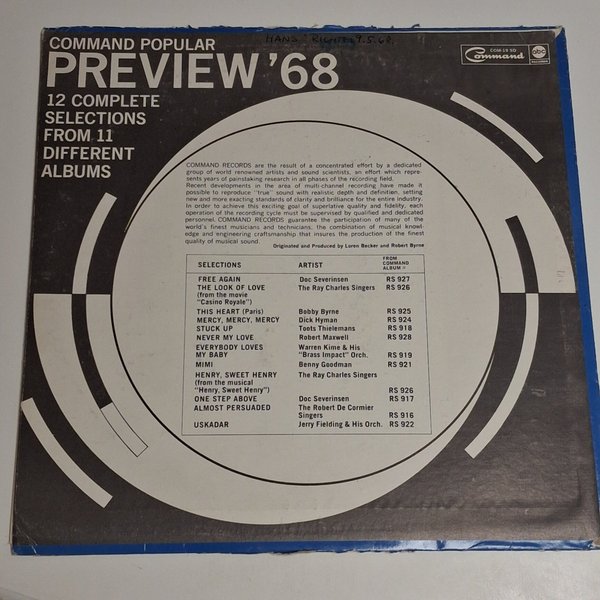 HANS 9.5.68
COMMAND POPULAR
PREVIEW '68
12 COMPLETE
SELECTIONS
FROM 11
DIFFERENT
ALBUMS
COM-19 SD
Command
abc
RECORDS
COMMAND RECORDS are the result of a concentrated effort by a dedicated
group of world renowned artists and sound scientists, an effort which repre-
sents years of painstaking research in all phases of the recording field.
Recent developments in the area of multi-channel recording have made it
possible to reproduce "true" sound with realistic depth and definition, setting
new and more exacting standards of clarity and brilliance for the entire industry.
In order to achieve this exciting goal of superlative quality and fidelity, each
operation of the recording cycle must be supervised by qualified and dedicated
personnel. COMMAND RECORDS guarantee the participation of many of the
world's finest musicians and technicians, the combination of musical know-
ledge and engineering craftsmanship that insures the production of the finest
quality of musical sound.
Originated and Produced by Loren Becker and Robert Byrne
SELECTIONS ARTIST FROM COMMAND ALBUM #
FREE AGAIN Doc Severinsen RS 927
THE LOOK OF LOVE The Ray Charles Singers RS 926
(from the movie
"Casino Royale")
THIS HEART (Paris) Bobby Byrne RS 925
MERCY, MERCY, MERCY Dick Hyman RS 924
STUCK UP Toots Thielemans RS 918
NEVER MY LOVE Robert Maxwell RS 928
EVERYBODY LOVES Warren Kime & His
MY BABY "Brass Impact" Orch. RS 919
MIMI Benny Goodman RS 921
HENRY, SWEET HENRY The Ray Charles Singers
(from the musical
"Henry, Sweet Henry") RS 926
ONE STEP ABOVE Doc Severinsen RS 917
ALMOST PERSUADED The Robert De Cormier
Singers RS 916
USKADAR Jerry Fielding & His Orch. RS 922